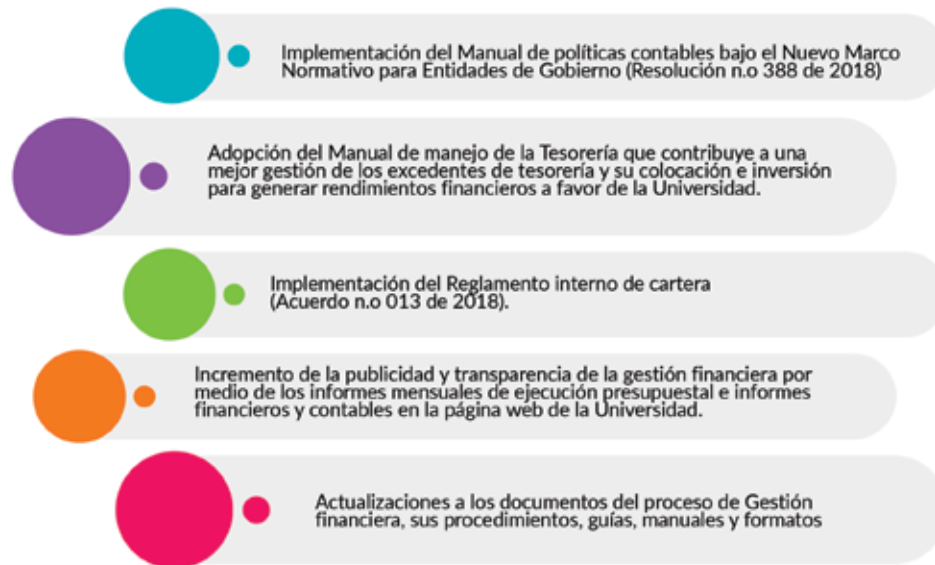 Implementación del Manual de políticas contables bajo el Nuevo Marco
Normativo para Entidades de Gobierno (Resolución n.o 388 de 2018)
Adopción del Manual de manejo de la Tesorería que contribuye a una
mejor gestión de los excedentes de tesorería y su colocación e inversión
para generar rendimientos financieros a favor de la Universidad.
Implementación del Reglamento interno de cartera
(Acuerdo n.o 013 de 2018).
Incremento de la publicidad y transparencia de la gestión financiera por
medio de los informes mensuales de ejecución presupuestal e informes
financieros y contables en la página web de la Universidad.
Actualizaciones a los documentos del proceso de Gestión
financiera, sus procedimientos, guías, manuales y formatos